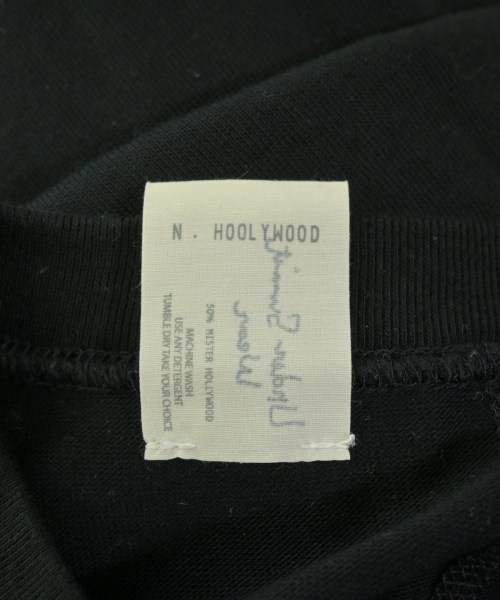 N . HOOLYWOOD
50% MISTER HOLLYWOOD
MACHINE WASH
USE ANY DETERGENT
TUMBLE DRY TAKE YOUR CHOICE